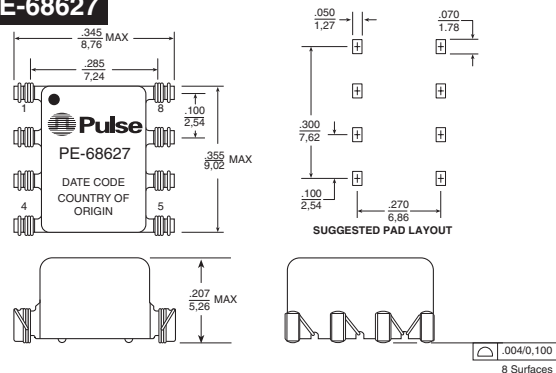 E-68627
.345
8,76 MAX
.285
7,24
1
8
Pulse
PE-68627
DATE CODE
COUNTRY OF
ORIGIN
4
5
.100
2,54
.355
9,02 MAX
.050
1,27
.070
1.78
.300
7,62
.100
2,54
.270
6,86
SUGGESTED PAD LAYOUT
.207
5,26 MAX
.004/0,100
8 Surfaces